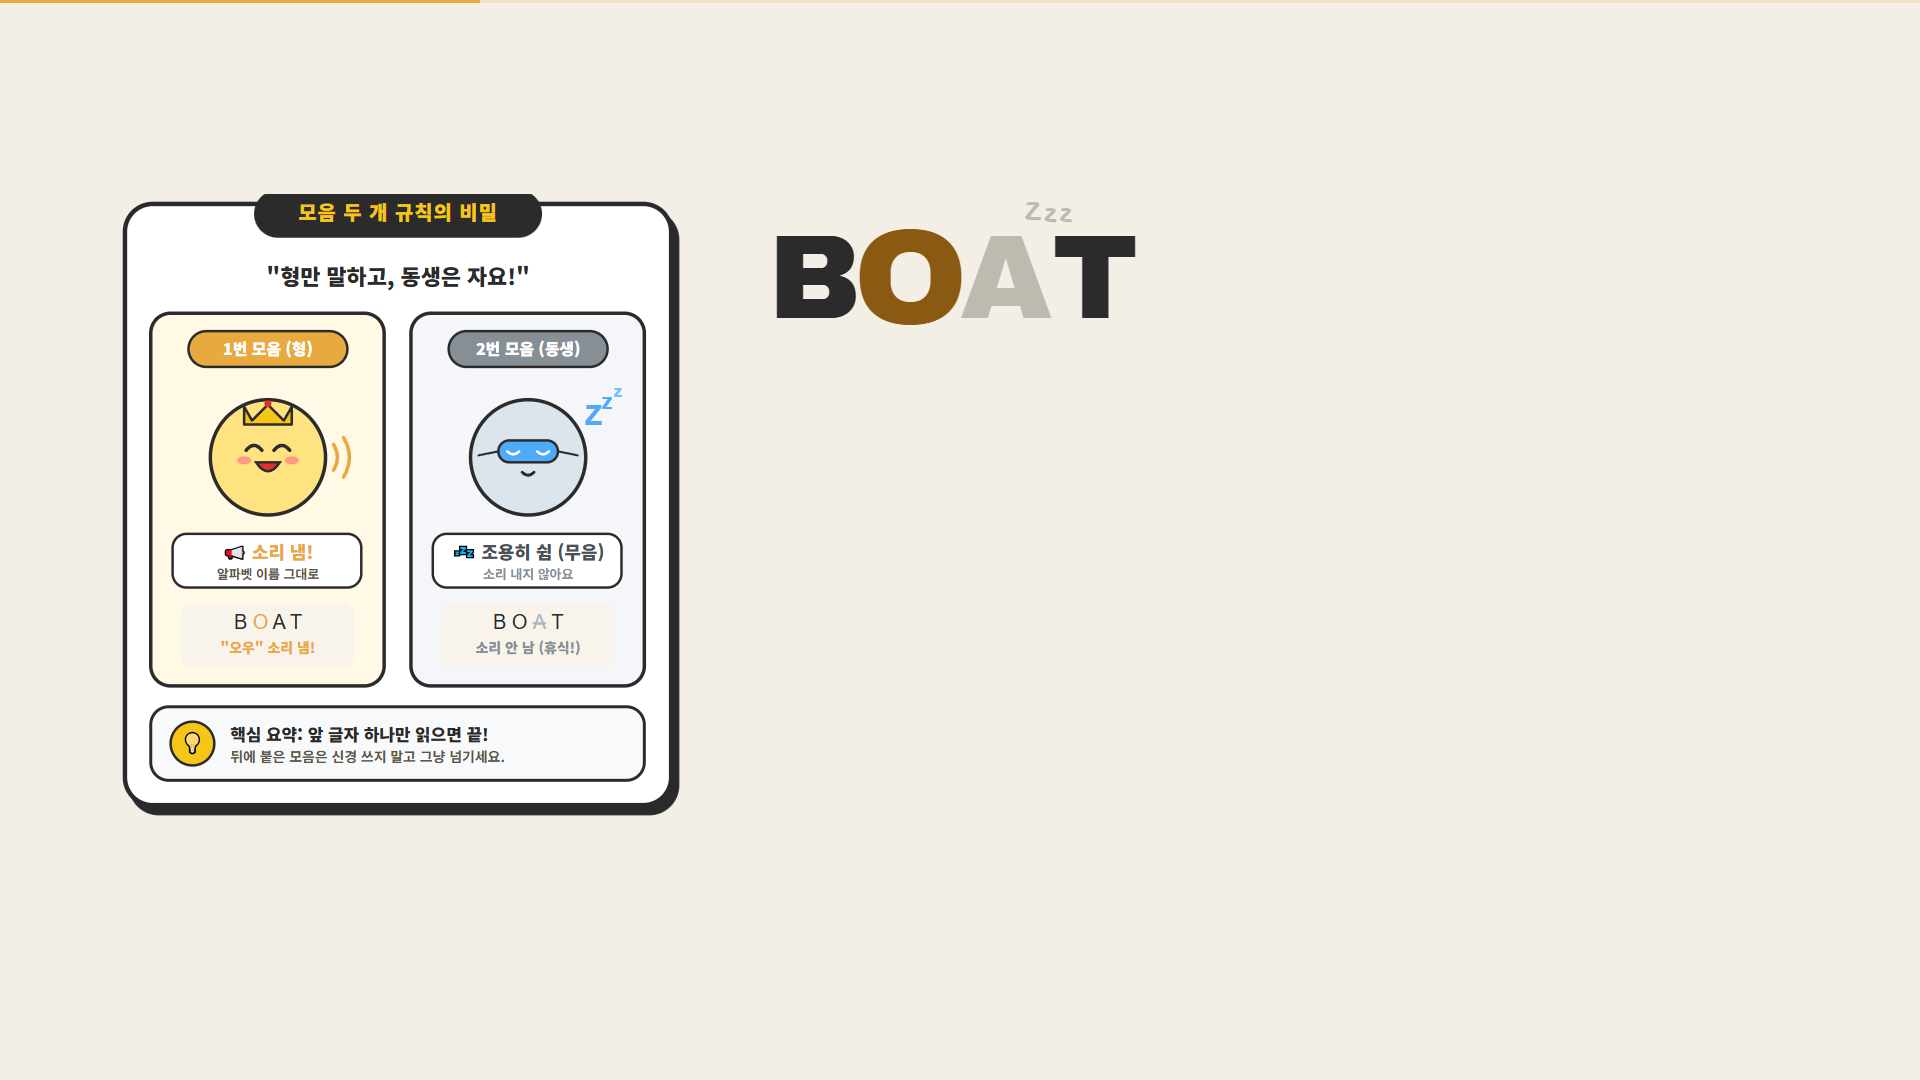 모음 두 개 규칙의 비밀
"형만 말하고, 동생은 자요!"
1번 모음 (형)
📢 소리 냄!
알파벳 이름 그대로
BOAT
"오우" 소리 냄!
2번 모음 (동생)
Zzz
💤 조용히 쉼 (무음)
소리 내지 않아요
BOAT
소리 안 남 (휴식!)
핵심 요약: 앞 글자 하나만 읽으면 끝!
뒤에 붙은 모음은 신경 쓰지 말고 그냥 넘기세요.
Zzz
BOAT